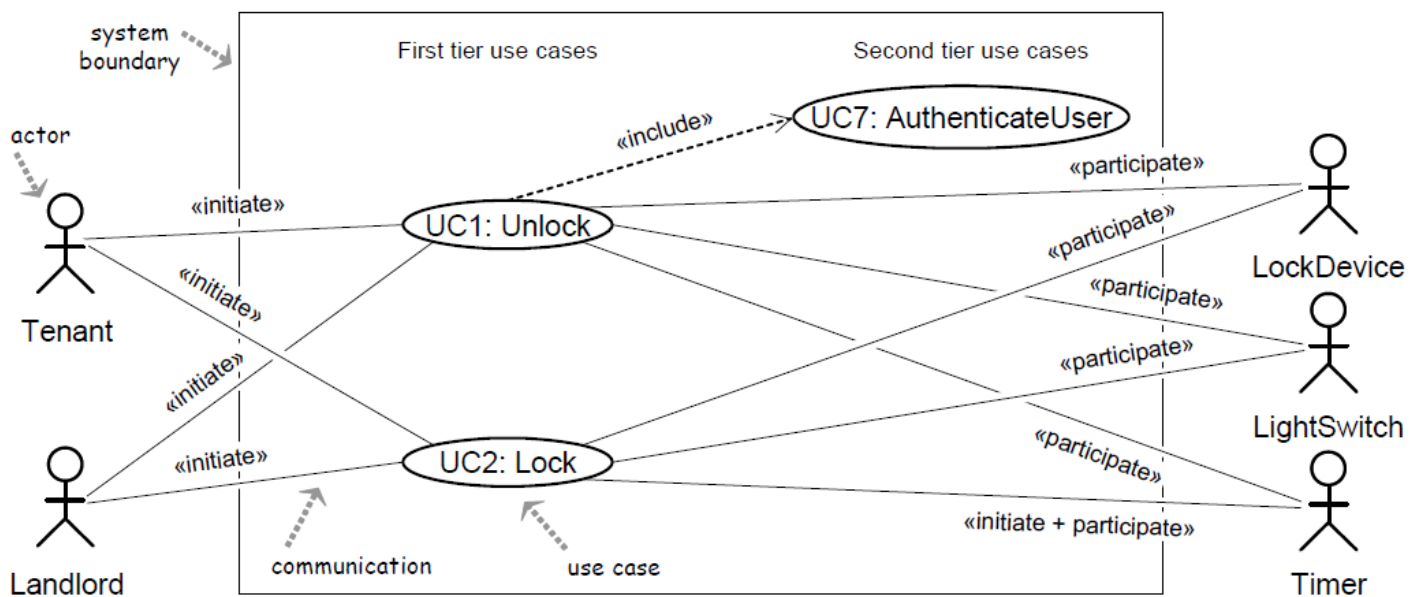 system
boundary
First tier use cases
Second tier use cases
actor
UC7: AuthenticateUser
«include»
«participate»
«initiate»
UC1: Unlock
«participate»
LockDevice
«initiate»
Tenant
«participate»
«participate»
«initiate»
LightSwitch
«initiate»
UC2: Lock
«participate»
«initiate + participate»
communication
use case
Landlord
Timer